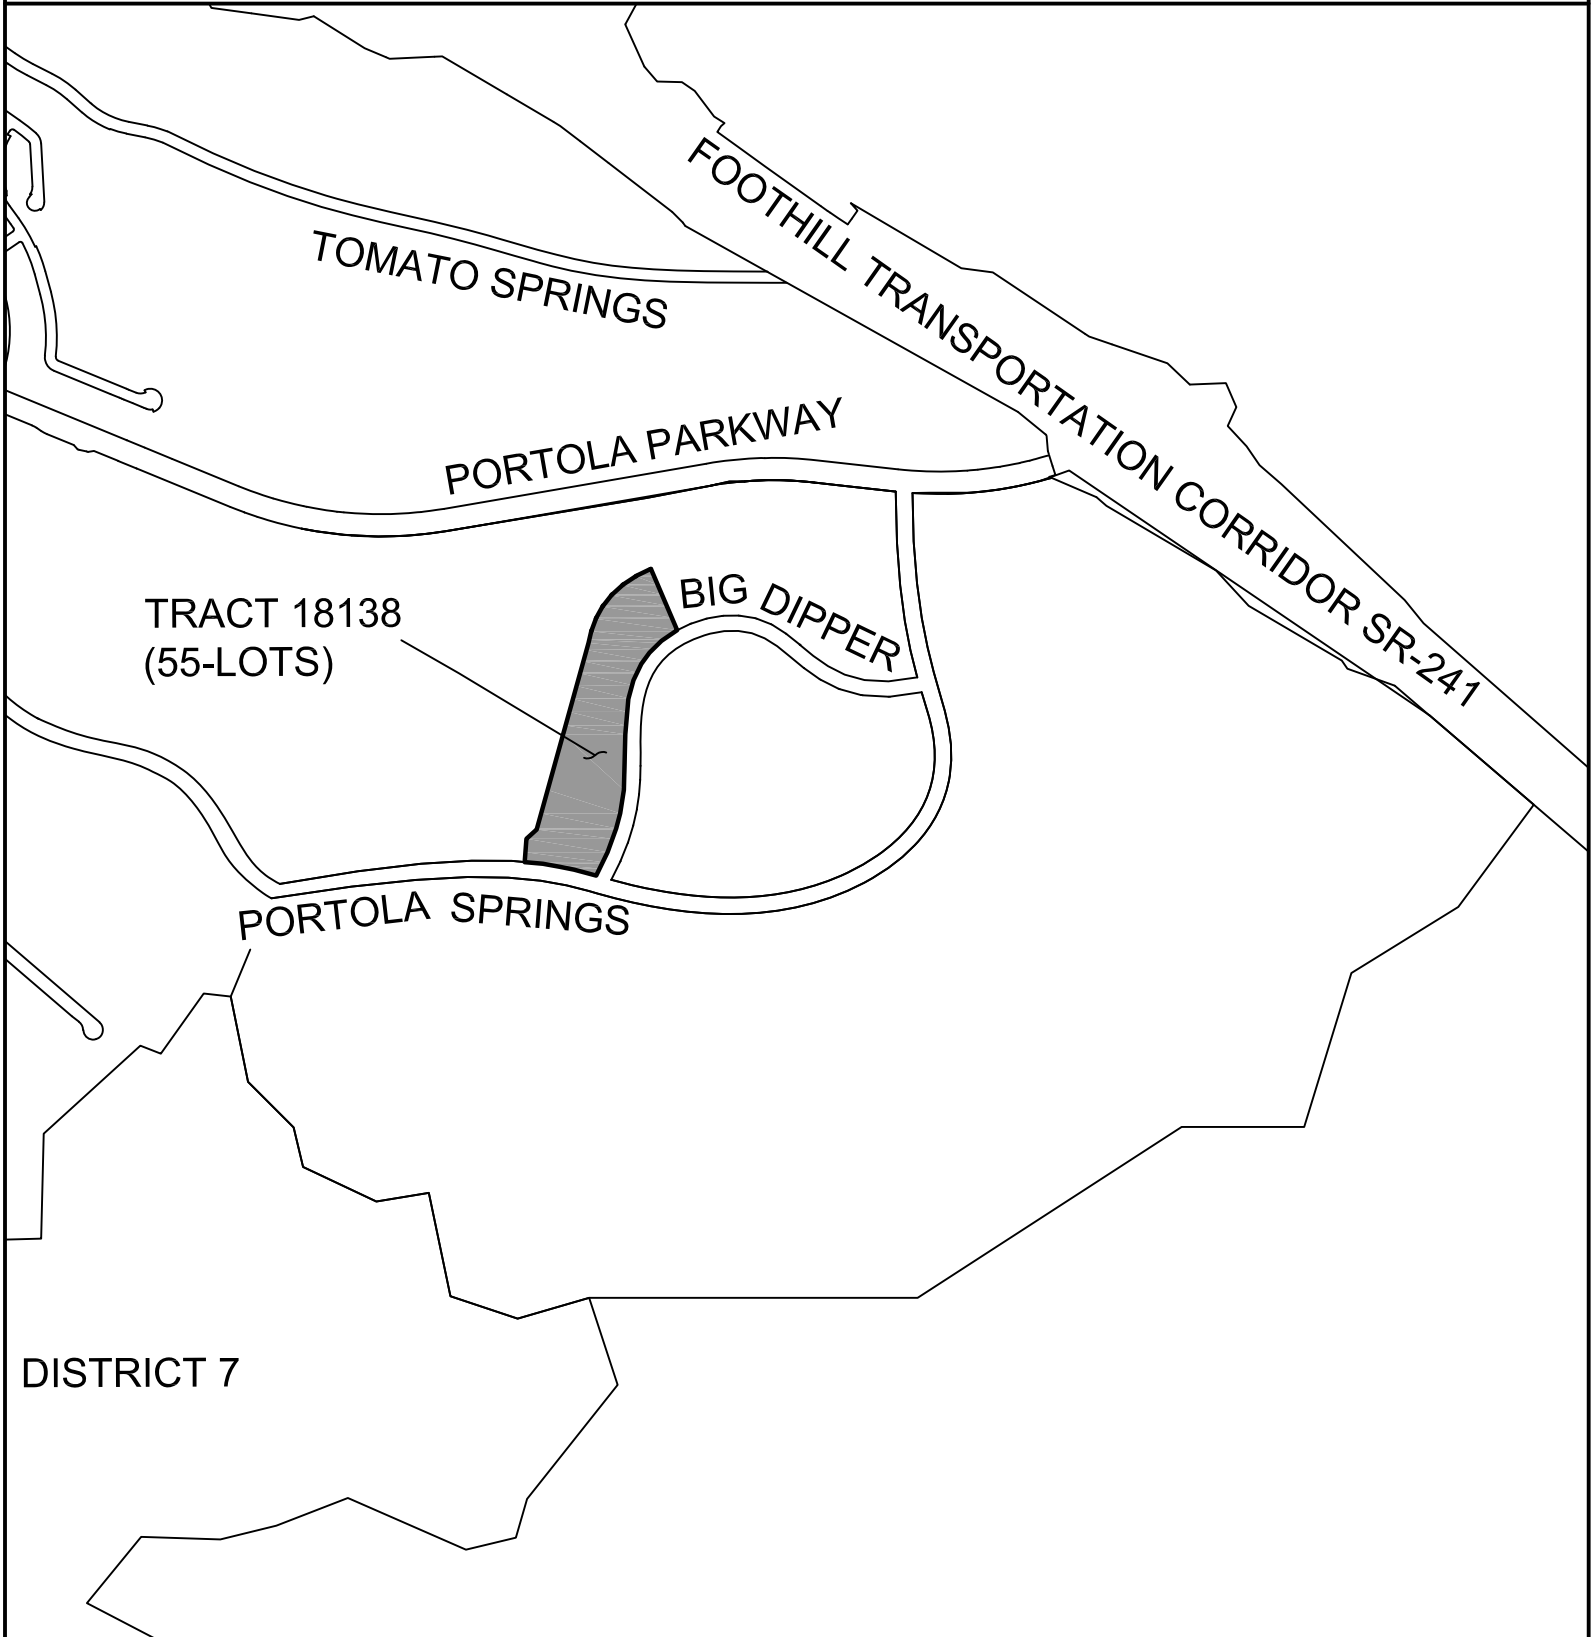 FOOTHILL TRANSPORTATION CORRIDOR SR-241
TOMATO SPRINGS
PORTOLA PARKWAY
BIG DIPPER
TRACT 18138
(55-LOTS)
PORTOLA SPRINGS
DISTRICT 7